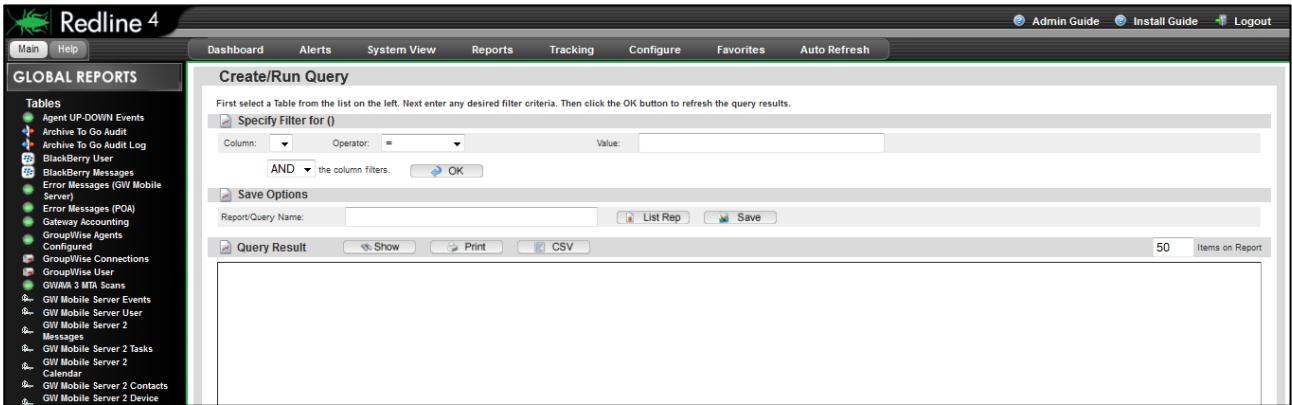 Redline 4
Admin Guide Install Guide Logout
Main Help
Dashboard Alerts System View Reports Tracking Configure Favorites Auto Refresh
GLOBAL REPORTS
Tables
Agent UP-DOWN Events
Archive To Go Audit
Archive To Go Audit Log
BlackBerry User
BlackBerry Messages
Error Messages (GW Mobile
Server)
Error Messages (POA)
Gateway Accounting
GroupWise Agents
Configured
GroupWise Connections
GroupWise User
GWAVA 3 MTA Scans
GW Mobile Server Events
GW Mobile Server User
GW Mobile Server 2
Messages
GW Mobile Server 2 Tasks
GW Mobile Server 2
Calendar
GW Mobile Server 2 Contacts
GW Mobile Server 2 Device
Create/Run Query
First select a Table from the list on the left. Next enter any desired filter criteria. Then click the OK button to refresh the query results.
Specify Filter for ()
Column: Operator: = Value:
AND the column filters. OK
Save Options
Report/Query Name: List Rep Save
Query Result Show Print CSV 50 Items on Report